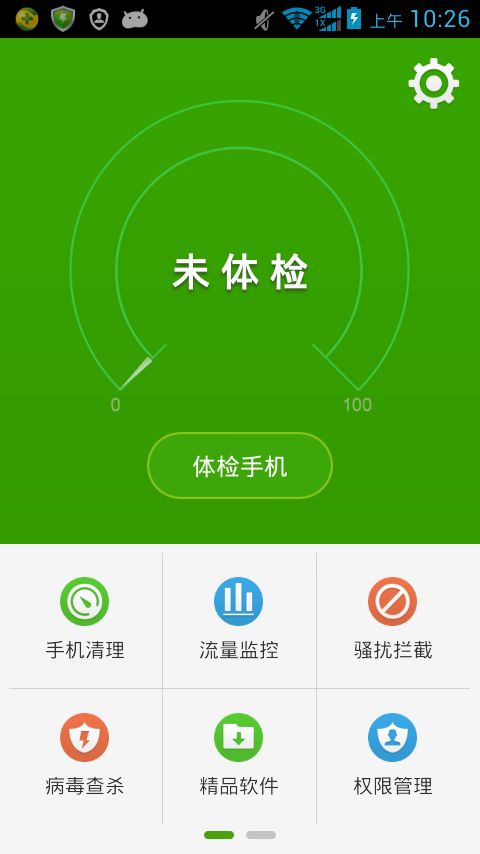 3G
1X
上午 10:26
未体检
0
100
体检手机
手机清理
流量监控
骚扰拦截
病毒查杀
精品软件
权限管理